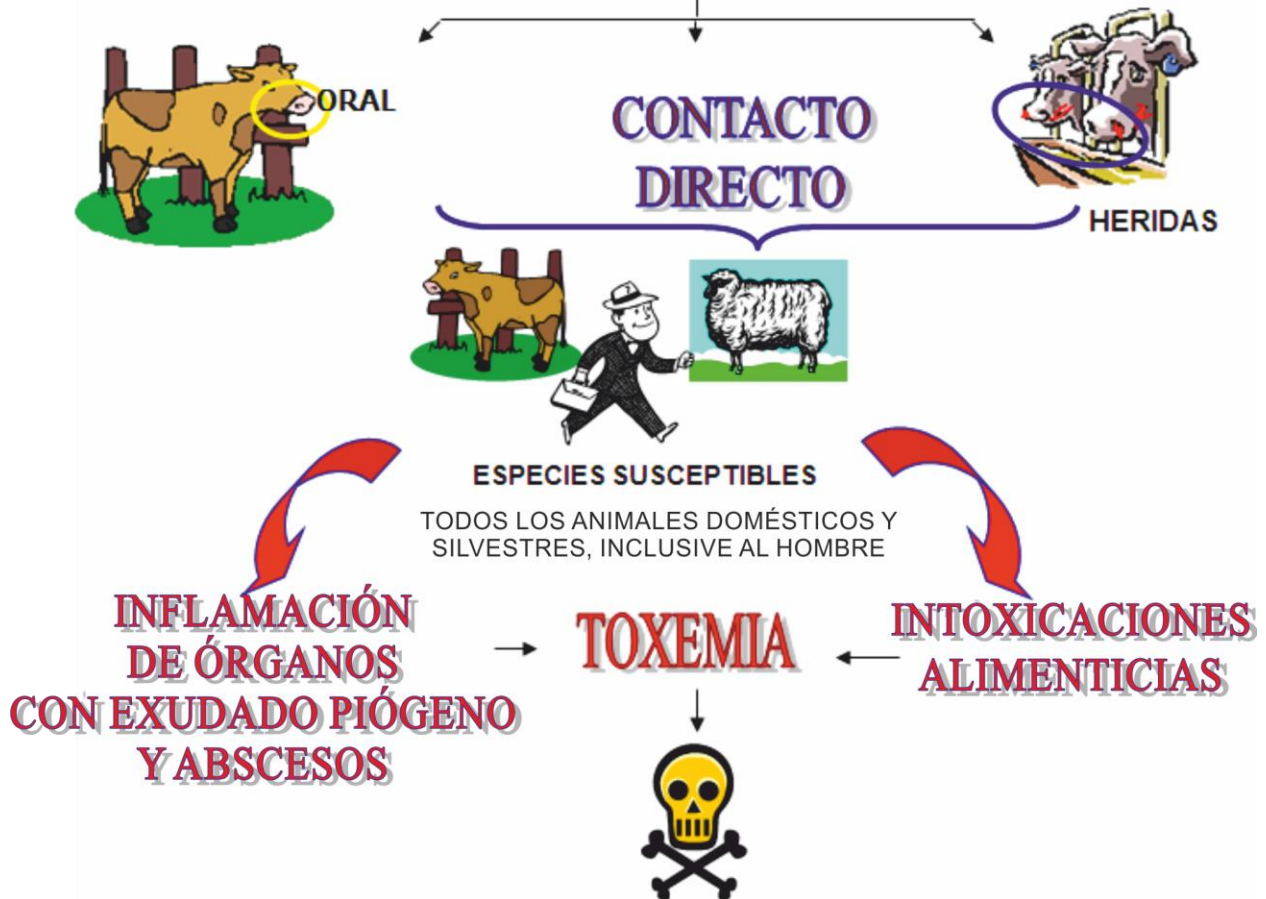 ORAL
CONTACTO
DIRECTO
HERIDAS
ESPECIES SUSCEPTIBLES
TODOS LOS ANIMALES DOMÉSTICOS Y
SILVESTRES, INCLUSIVE AL HOMBRE
INFLAMACIÓN
DE ÓRGANOS
CON EXUDADO PIÓGENO
Y ABSCESOS
TOXEMIA
INTOXICACIONES
ALIMENTICIAS